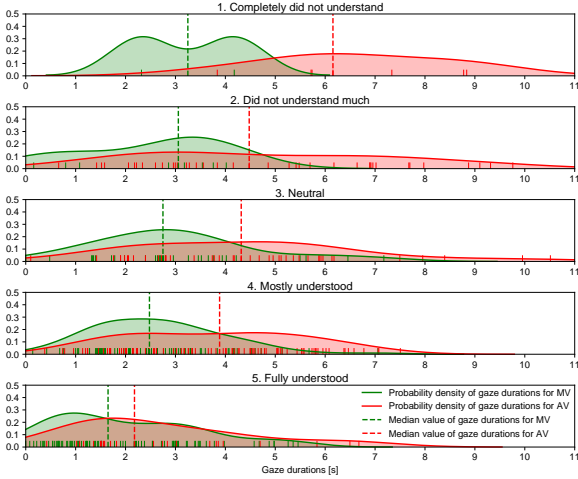 1. Completely did not understand
0.5
0.4
0.3
0.2
0.1
0.0
0 1 2 3 4 5 6 7 8 9 10 11
2. Did not understand much
0.5
0.4
0.3
0.2
0.1
0.0
0 1 2 3 4 5 6 7 8 9 10 11
3. Neutral
0.5
0.4
0.3
0.2
0.1
0.0
0 1 2 3 4 5 6 7 8 9 10 11
4. Mostly understood
0.5
0.4
0.3
0.2
0.1
0.0
0 1 2 3 4 5 6 7 8 9 10 11
5. Fully understood
0.5
0.4
0.3
0.2
0.1
0.0
Probability density of gaze durations for MV
Probability density of gaze durations for AV
Median value of gaze durations for MV
Median value of gaze durations for AV
0 1 2 3 4 5 6 7 8 9 10 11
Gaze durations [s]